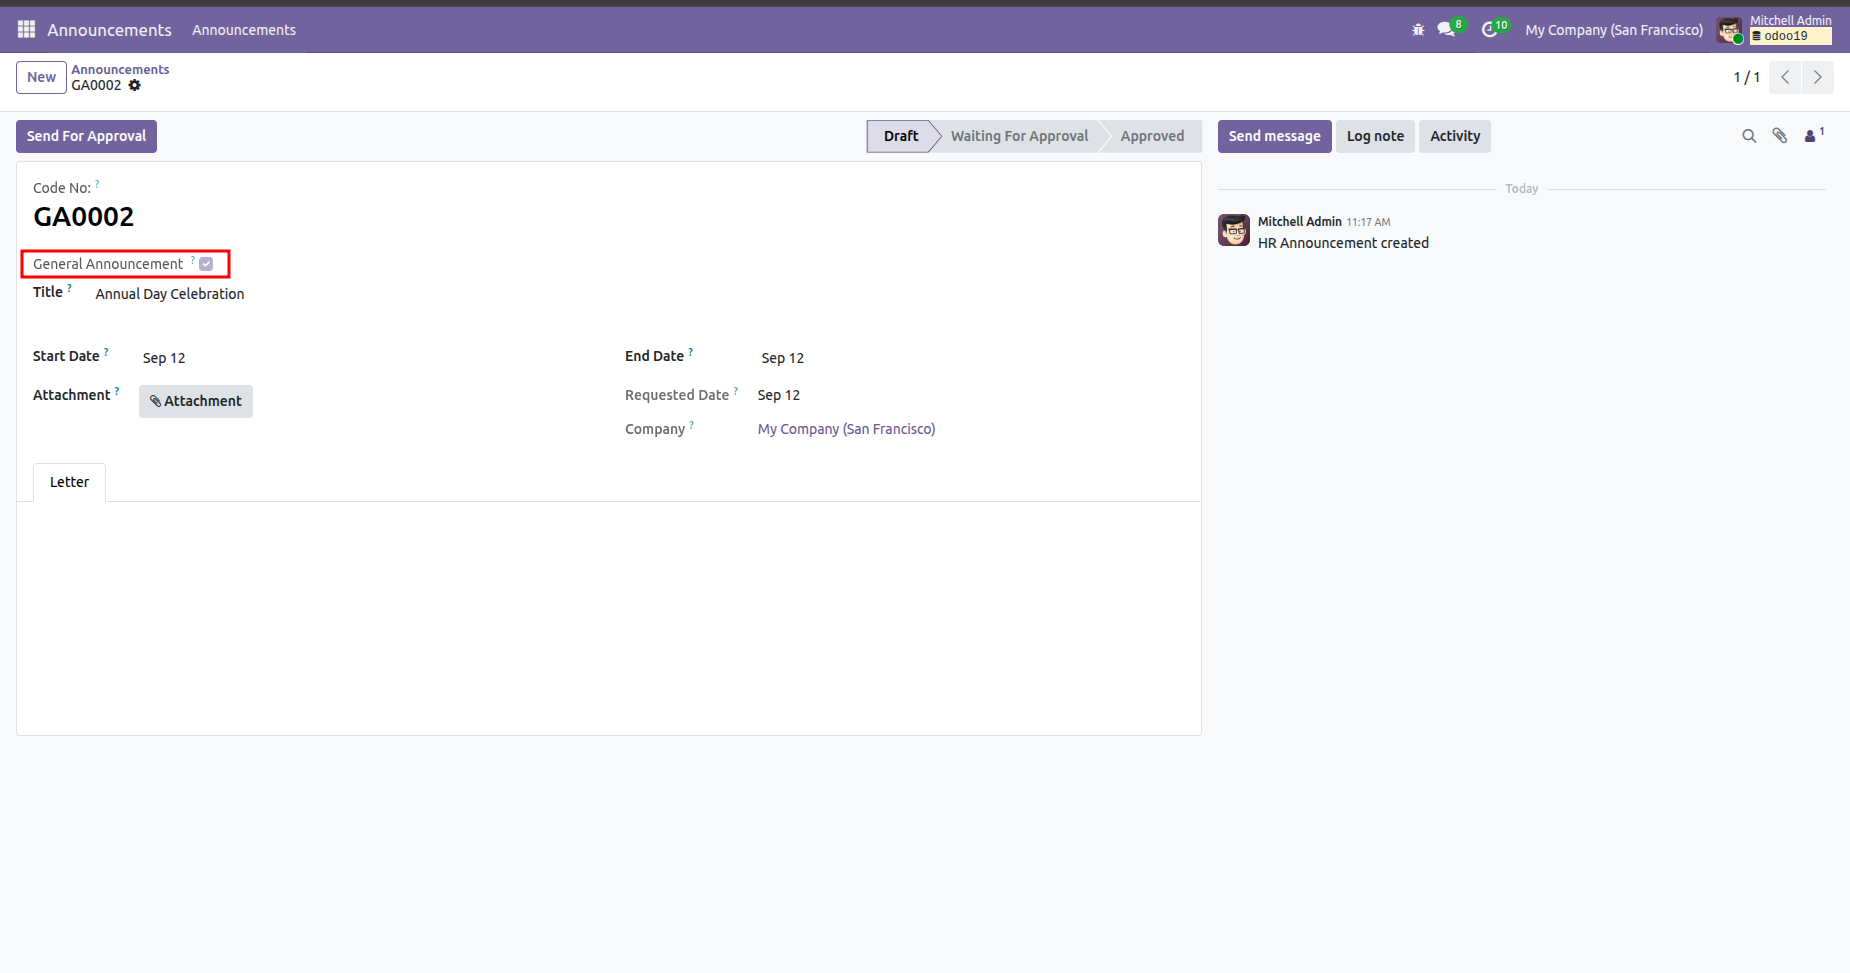 Announcements Announcements 8 10 My Company (San Francisco) Mitchell Admin
odoo19
New Announcements
GA0002
1 / 1
Send For Approval Draft Waiting For Approval Approved Send message Log note Activity 1
Code No: ?
GA0002
General Announcement ?
Title ? Annual Day Celebration
Start Date ? Sep 12 End Date ? Sep 12
Attachment ? Attachment Requested Date ? Sep 12
Company ? My Company (San Francisco)
Letter
Today
Mitchell Admin 11:17 AM
HR Announcement created